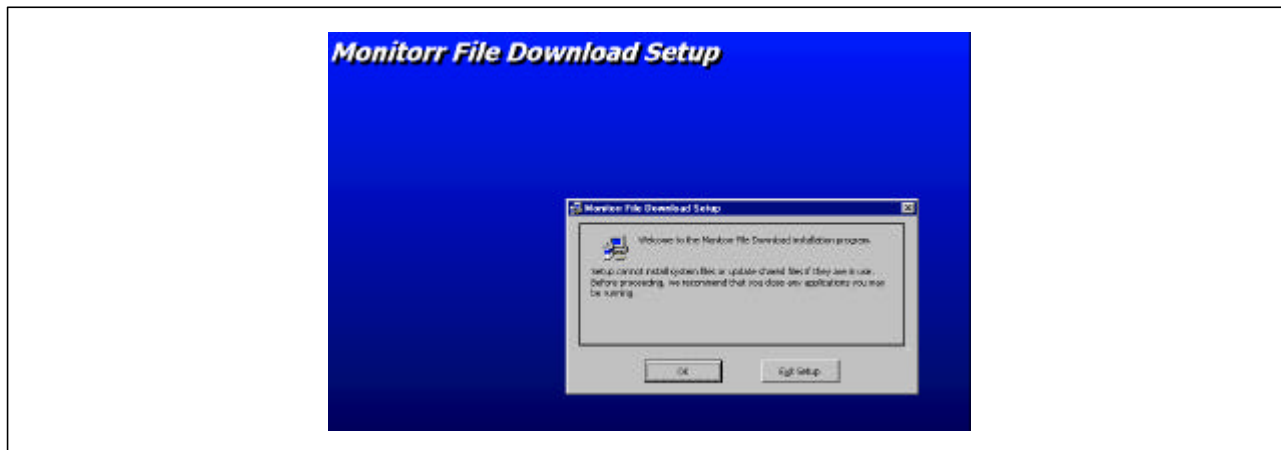 Monitorr File Download Setup
Monitorr File Download Setup
Welcome to the Monitorr File Download installation program.
Setup cannot install system files or update shared files if they are in use.
Before proceeding, we recommend that you close any applications you may
be running.
OK
Exit Setup